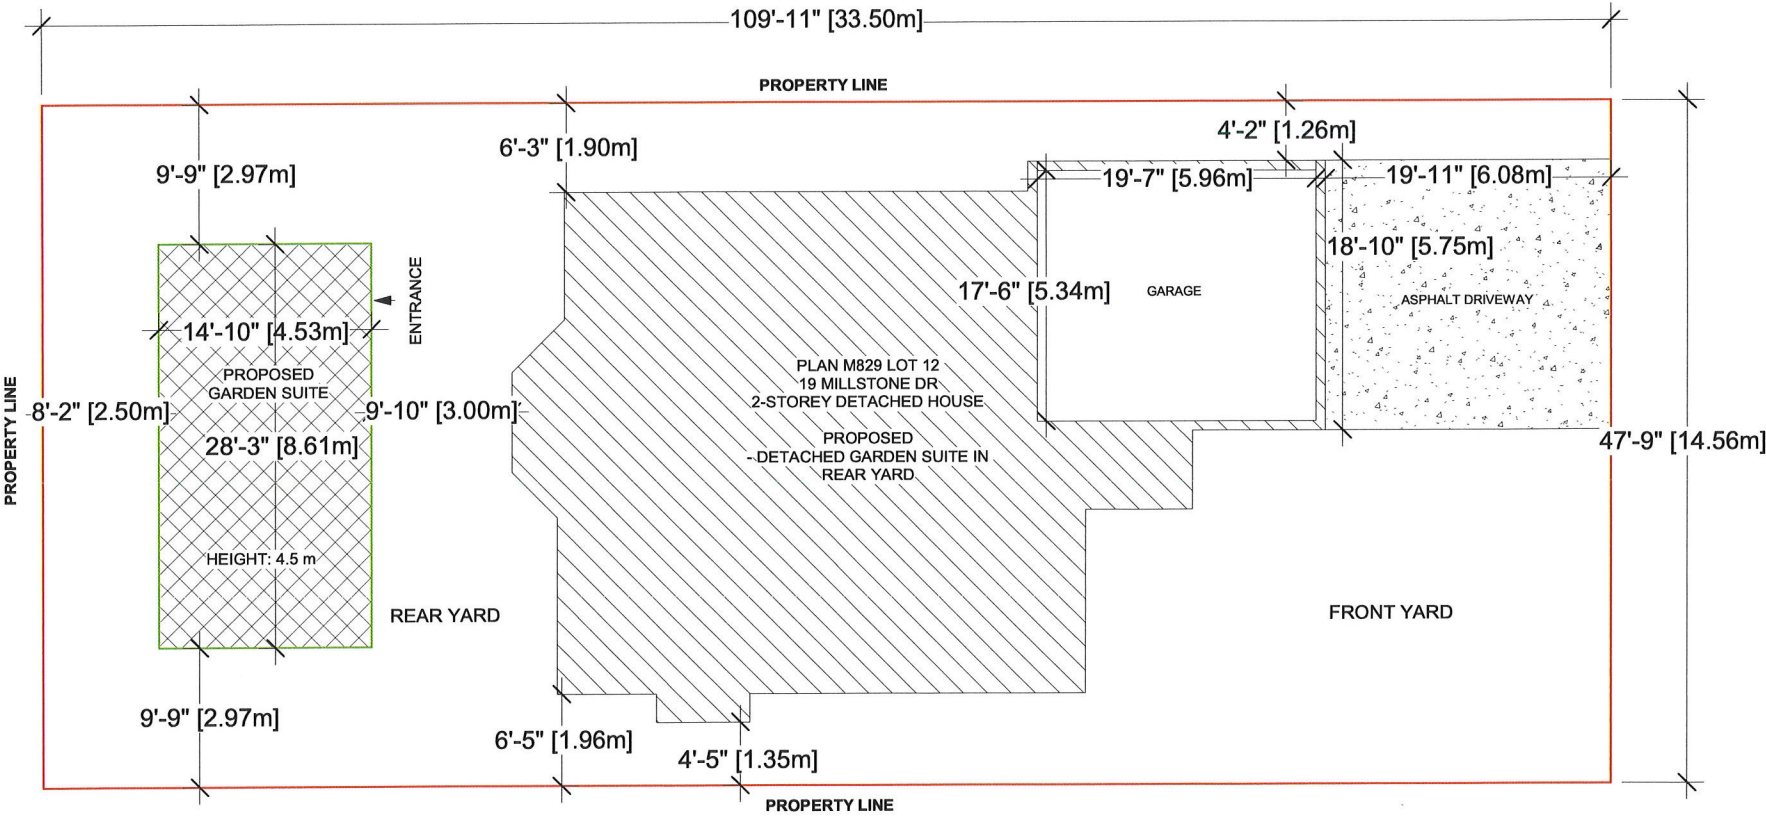 109'-11" [33.50m]
PROPERTY LINE
4'-2" [1.26m]
6'-3" [1.90m]
9'-9" [2.97m]
19'-7" [5.96m]
19'-11" [6.08m]
18'-10" [5.75m]
ENTRANCE
17'-6" [5.34m]
GARAGE
ASPHALT DRIVEWAY
14'-10" [4.53m]
PROPOSED
GARDEN SUITE
PLAN M829 LOT 12
19 MILLSTONE DR
2-STOREY DETACHED HOUSE
PROPERTY LINE
8'-2" [2.50m]
9'-10" [3.00m]
28'-3" [8.61m]
PROPOSED
- DETACHED GARDEN SUITE IN
REAR YARD
47'-9" [14.56m]
HEIGHT: 4.5 m
REAR YARD
FRONT YARD
9'-9" [2.97m]
6'-5" [1.96m]
4'-5" [1.35m]
PROPERTY LINE